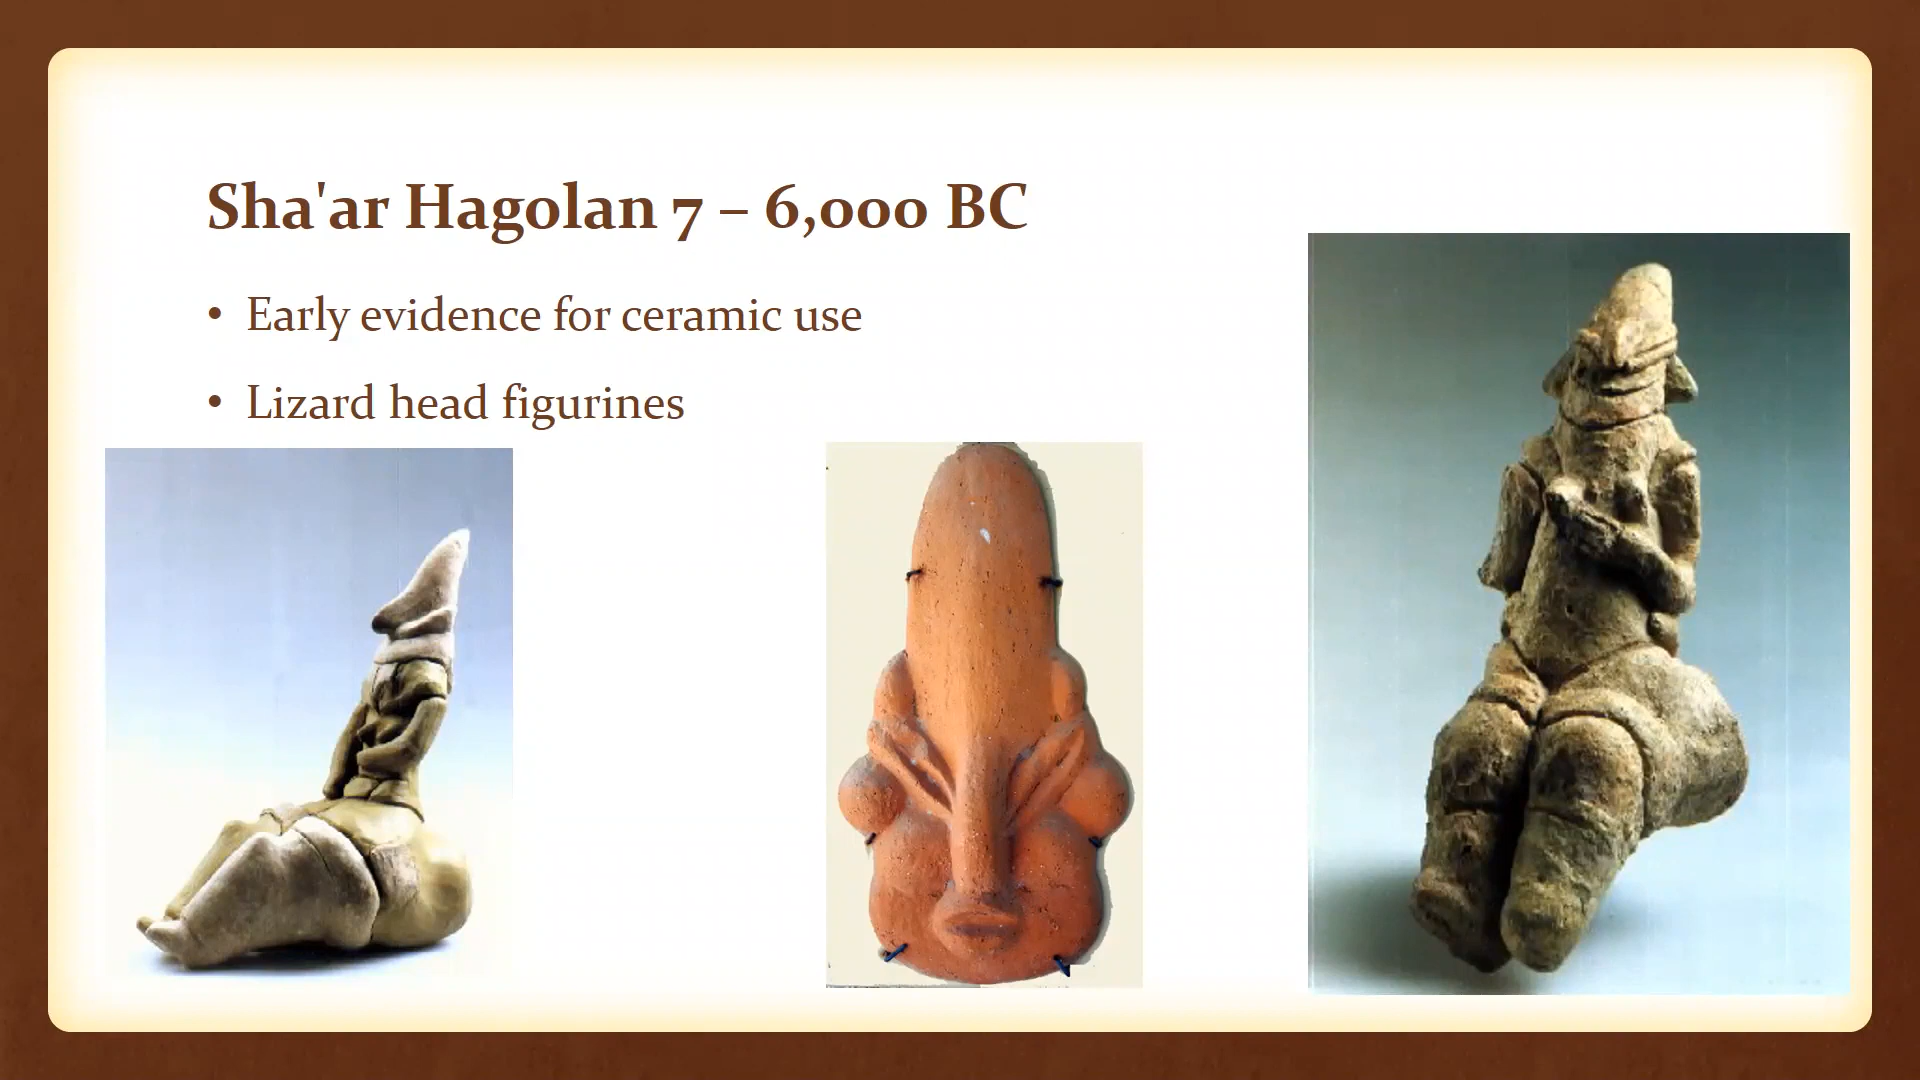 Sha'ar Hagolan 7 – 6,000 BC
• Early evidence for ceramic use
• Lizard head figurines